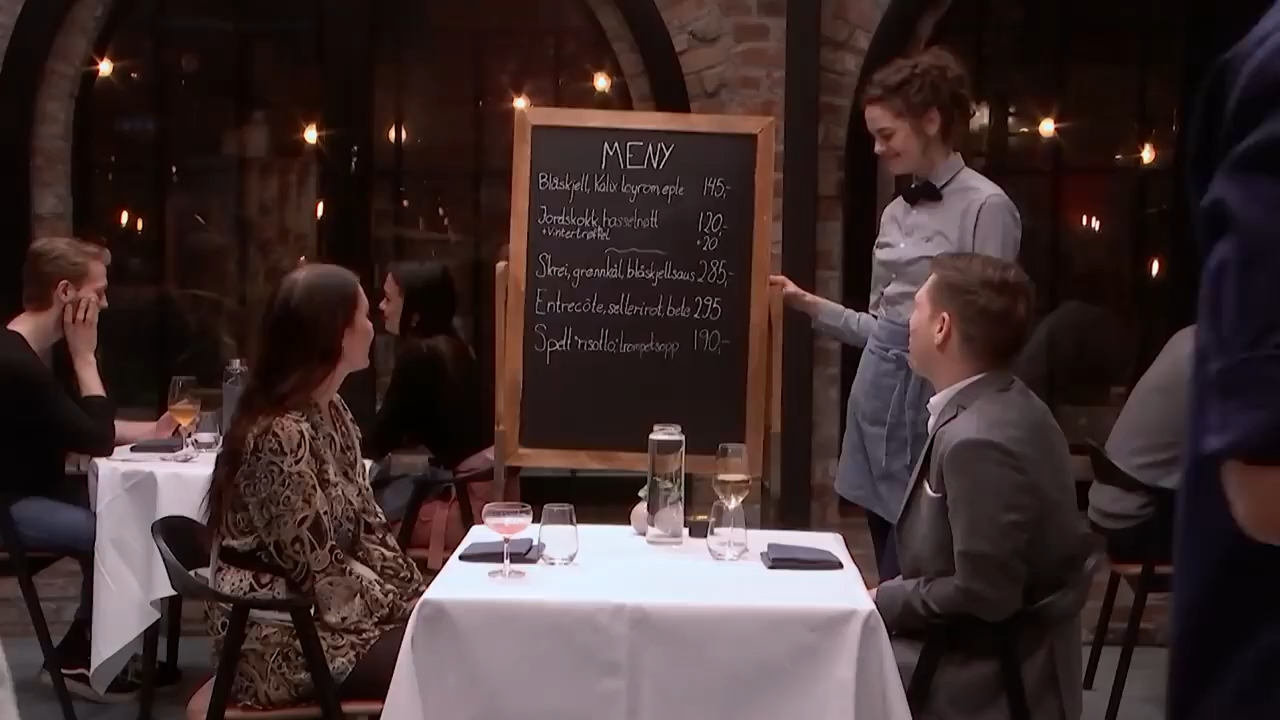 MENY
Blåskjell, Kalix løyrom, eple 145,-
Jordskokk, hasselnøtt 120,-
+ Vintertrøffel +20
Skrei, grønnkål, blåskjellsaus 285,-
Entrecôte, sellerirot, bete 295
Spelt "risotto", trompetsopp 190,-